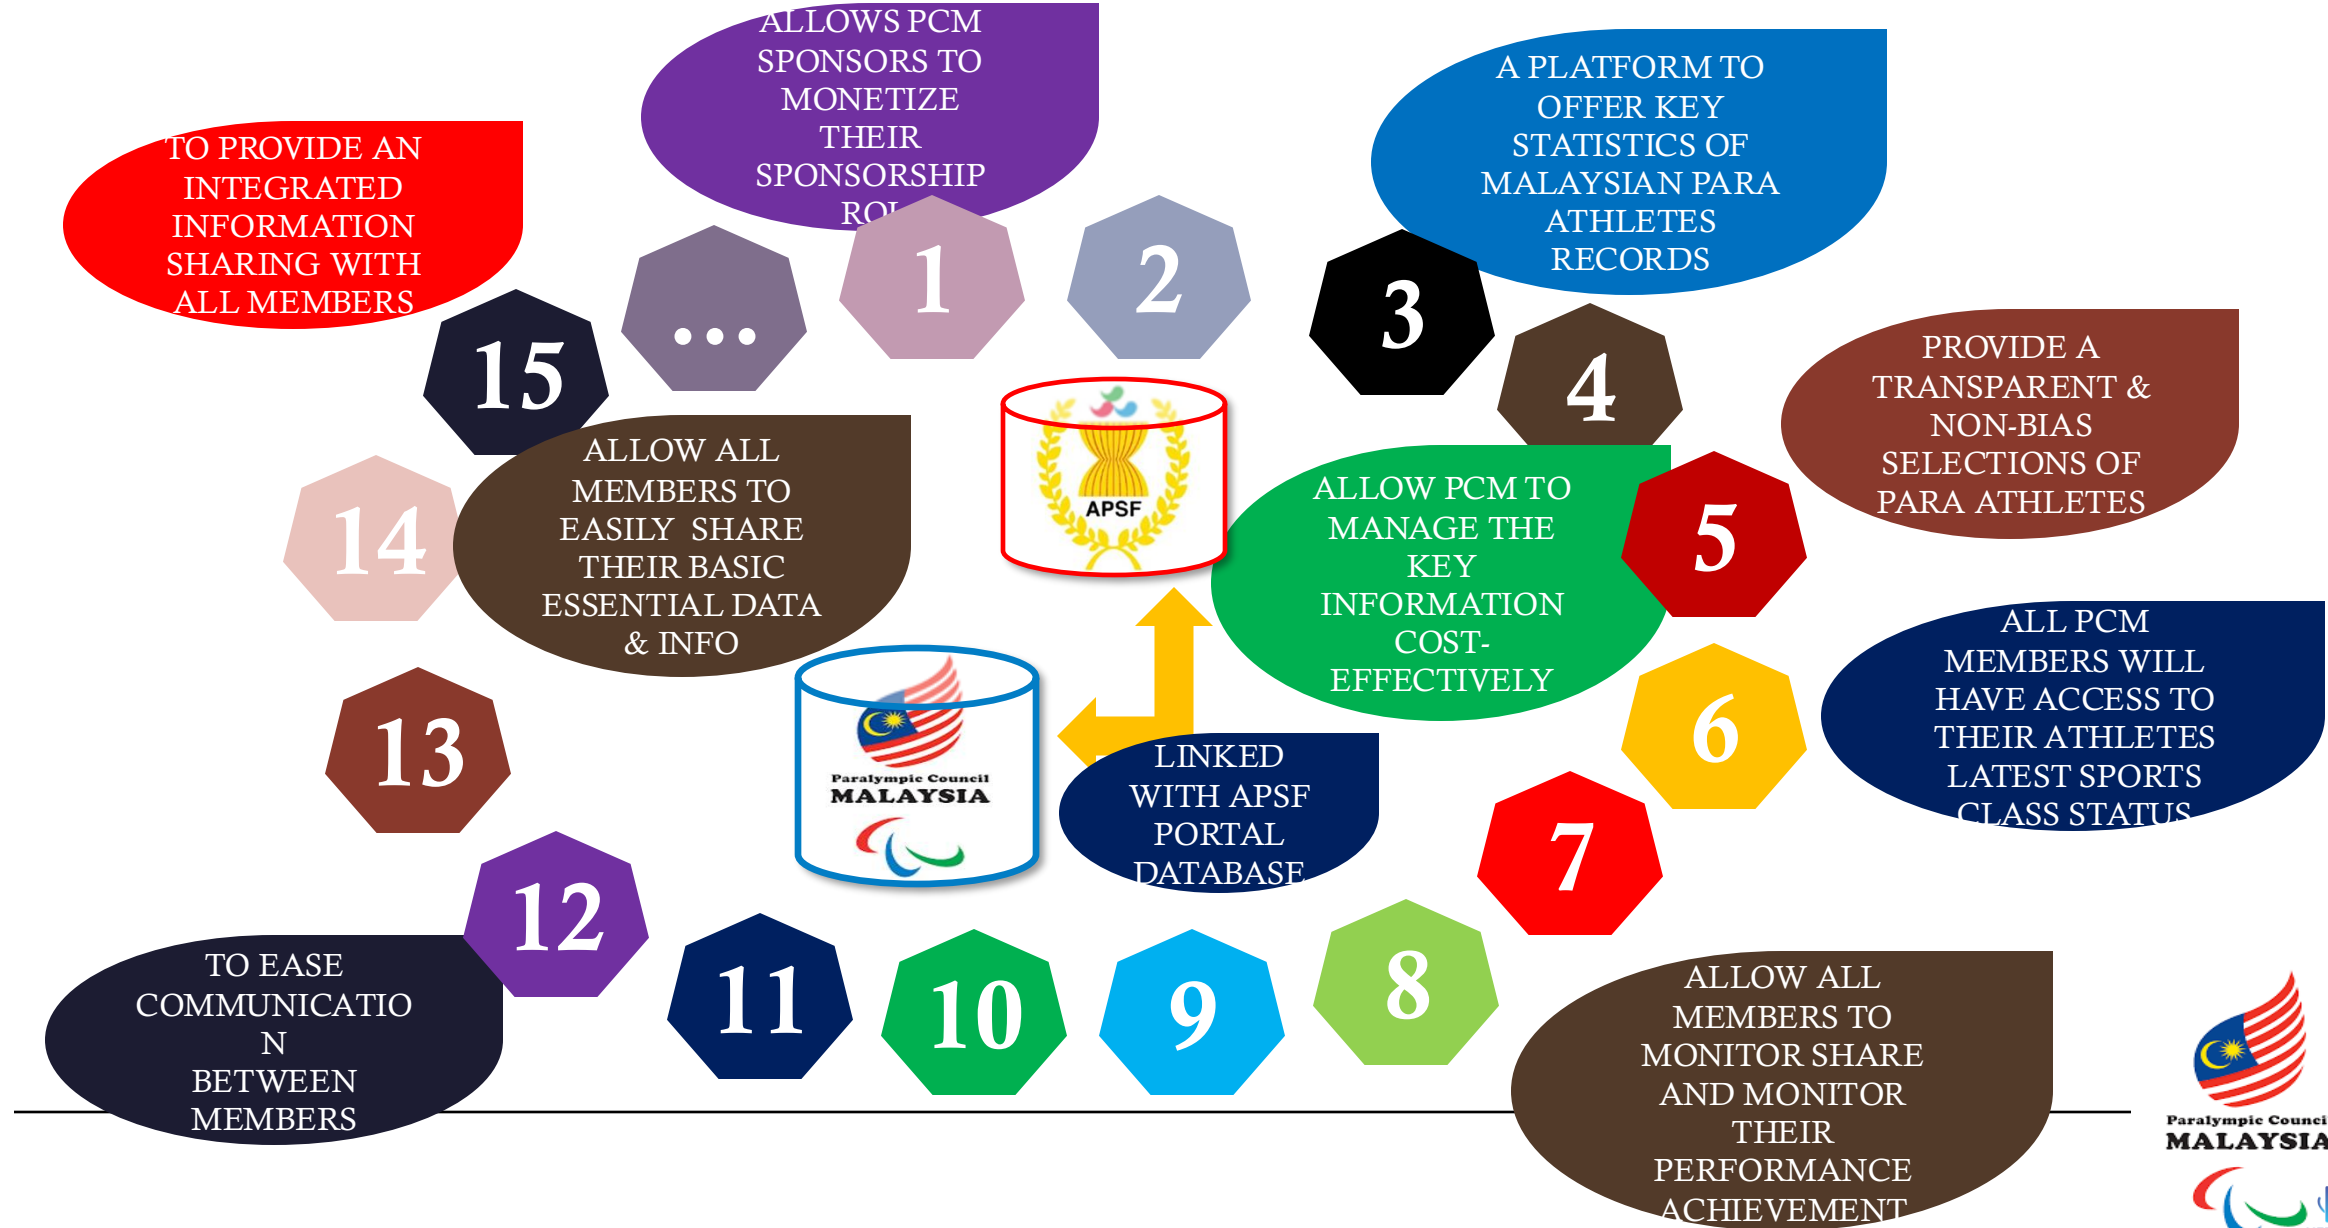 ALLOWS PCM
SPONSORS TO
MONETIZE
THEIR
SPONSORSHIP
ROI
A PLATFORM TO
OFFER KEY
STATISTICS OF
MALAYSIAN PARA
ATHLETES
RECORDS
TO PROVIDE AN
INTEGRATED
INFORMATION
SHARING WITH
ALL MEMBERS
...
1
2
3
4
15
PROVIDE A
TRANSPARENT &
NON-BIAS
SELECTIONS OF
PARA ATHLETES
ALLOW ALL
MEMBERS TO
EASILY SHARE
THEIR BASIC
ESSENTIAL DATA
& INFO
APSF
ALLOW PCM TO
MANAGE THE
KEY
INFORMATION
COST-
EFFECTIVELY
5
14
ALL PCM
MEMBERS WILL
HAVE ACCESS TO
THEIR ATHLETES
LATEST SPORTS
CLASS STATUS
6
13
Paralympic Council
MALAYSIA
LINKED
WITH APSF
PORTAL
DATABASE
7
12
11
10
9
8
TO EASE
COMMUNICATIO
N
BETWEEN
MEMBERS
ALLOW ALL
MEMBERS TO
MONITOR SHARE
AND MONITOR
THEIR
PERFORMANCE
ACHIEVEMENT
Paralympic Counci
MALAYSIA